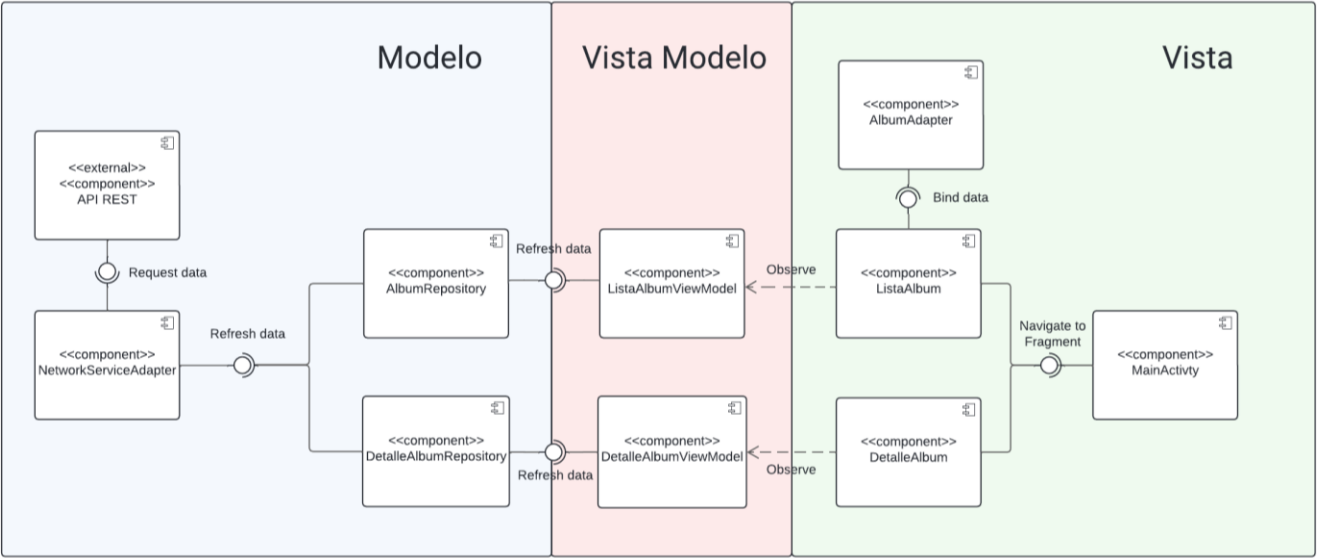 Modelo
Vista Modelo
Vista
<<component>>
AlbumAdapter
<<external>>
<<component>>
API REST
Bind data
Request data
Refresh data
<<component>>
AlbumRepository
<<component>>
ListaAlbumViewModel
Observe
<<component>>
ListaAlbum
Refresh data
<<component>>
NetworkServiceAdapter
Navigate to
Fragment
<<component>>
MainActivty
<<component>>
DetalleAlbumRepository
Refresh data
<<component>>
DetalleAlbumViewModel
Observe
<<component>>
DetalleAlbum